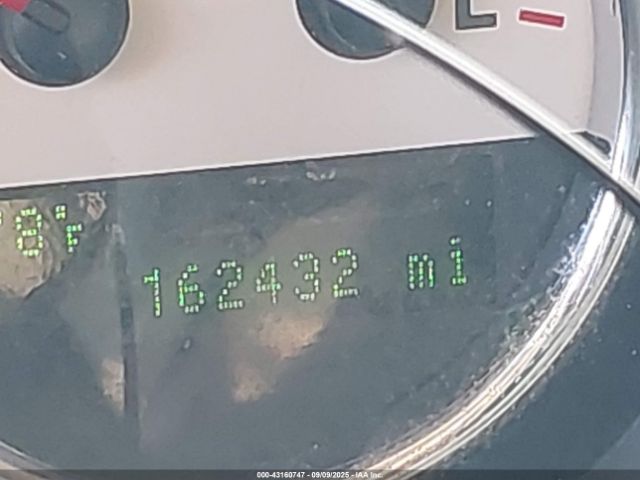 E
8°F
162432 mi
000-43160747 - 09/09/2025 - IAA Inc.